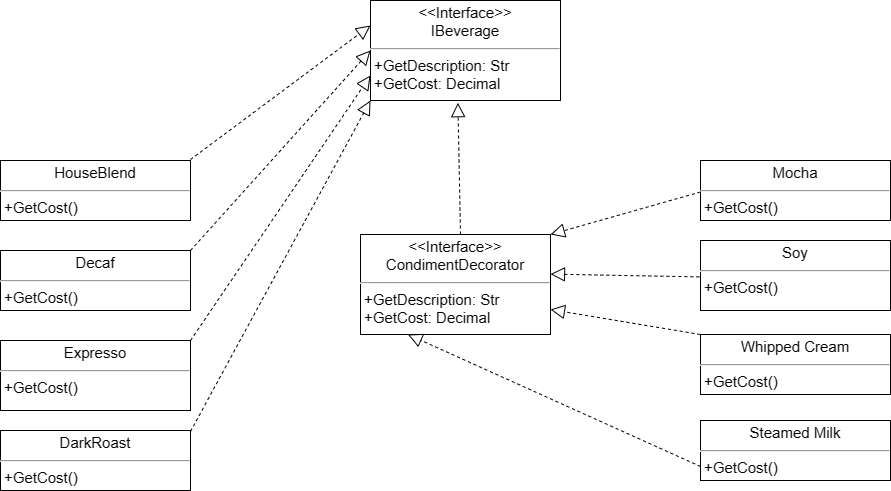 <<Interface>>
IBeverage
+GetDescription: Str
+GetCost: Decimal
HouseBlend
+GetCost()
Decaf
+GetCost()
Expresso
+GetCost()
DarkRoast
+GetCost()
<<Interface>>
CondimentDecorator
+GetDescription: Str
+GetCost: Decimal
Mocha
+GetCost()
Soy
+GetCost()
Whipped Cream
+GetCost()
Steamed Milk
+GetCost()